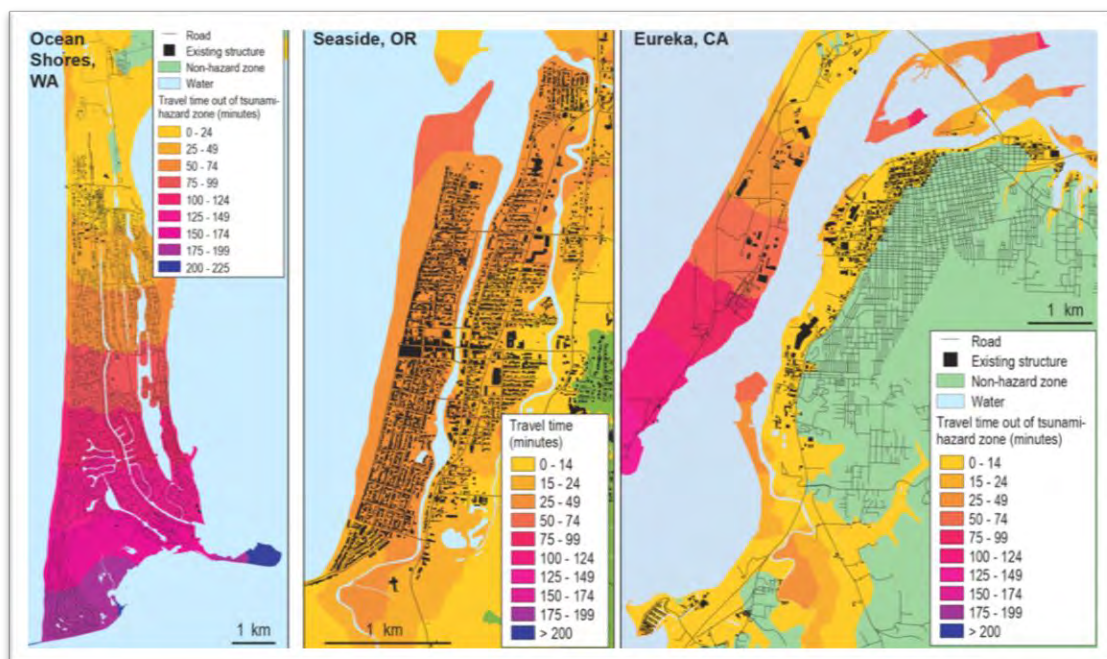 Ocean
Shores,
WA
Road
Existing structure
Non-hazard zone
Water
Travel time out of tsunami-
hazard zone (minutes)
0 - 24
25 - 49
50 - 74
75 - 99
100 - 124
125 - 149
150 - 174
175 - 199
200 - 225
1 km
Seaside, OR
Travel time
(minutes)
0 - 14
15 - 24
25 - 49
50 - 74
75 - 99
100 - 124
125 - 149
150 - 174
175 - 199
> 200
1 km
Eureka, CA
1 km
Road
Existing structure
Non-hazard zone
Water
Travel time out of tsunami-
hazard zone (minutes)
0 - 14
15 - 24
25 - 49
50 - 74
75 - 99
100 - 124
125 - 149
150 - 174
175 - 199
> 200